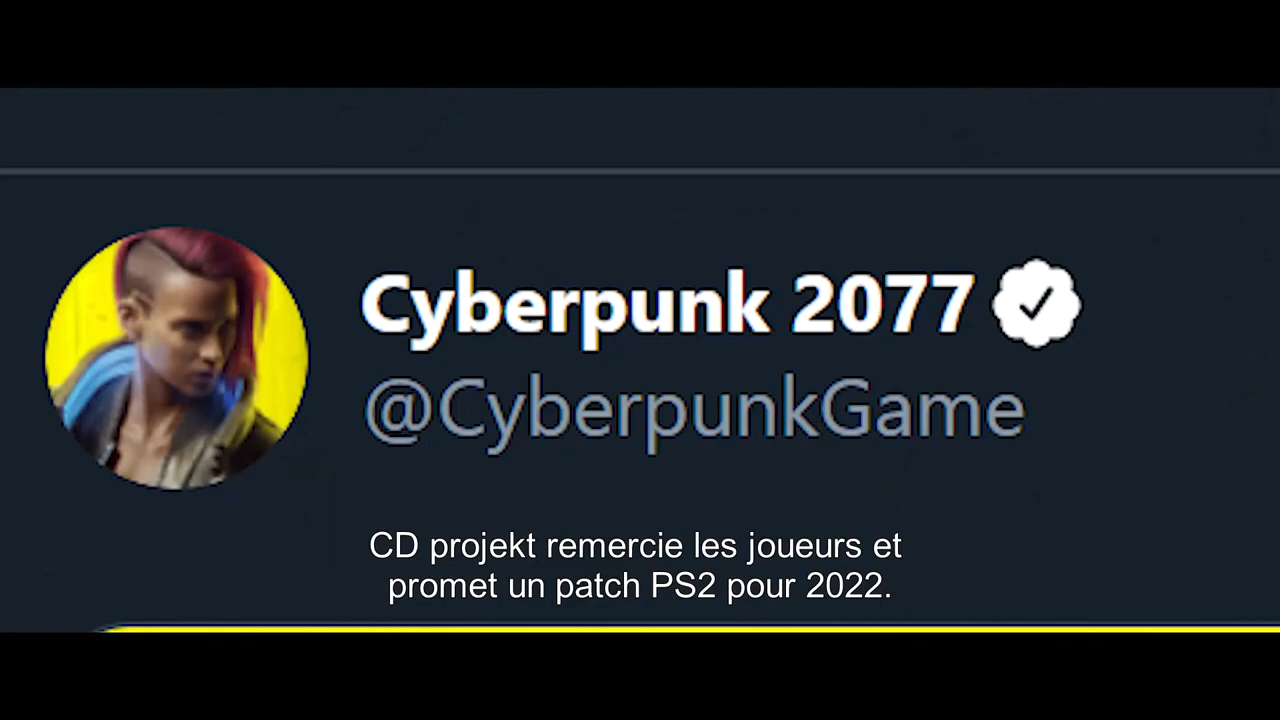 Cyberpunk 2077
@CyberpunkGame
CD projekt remercie les joueurs et
promet un patch PS2 pour 2022.